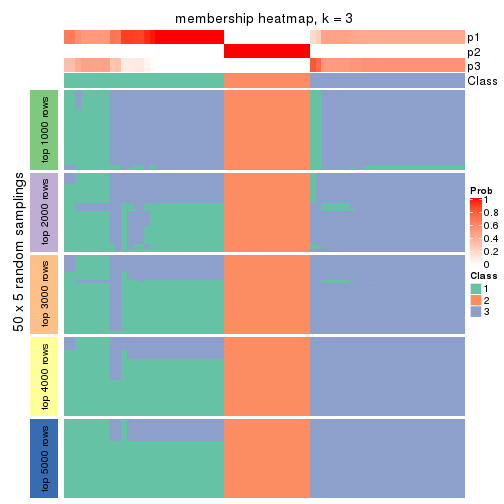 membership heatmap, k = 3
p1
p2
p3
Class
50 x 5 random samplings
top 1000 rows
top 2000 rows
top 3000 rows
top 4000 rows
top 5000 rows
Prob
1
0.8
0.6
0.4
0.2
0
Class
1
2
3